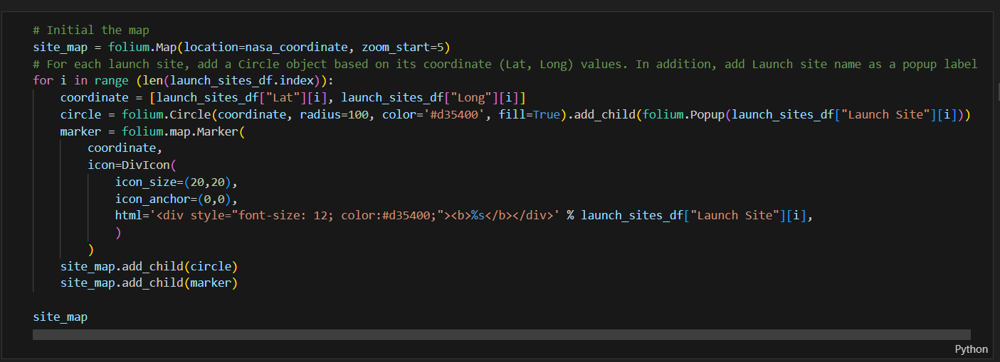 # Initial the map
site_map = folium.Map(location=nasa_coordinate, zoom_start=5)
# For each launch site, add a Circle object based on its coordinate (Lat, Long) values. In addition, add Launch site name as a popup label
for i in range (len(launch_sites_df.index)):
    coordinate = [launch_sites_df["Lat"][i], launch_sites_df["Long"][i]]
    circle = folium.Circle(coordinate, radius=100, color='#d35400', fill=True).add_child(folium.Popup(launch_sites_df["Launch Site"][i]))
    marker = folium.map.Marker(
        coordinate,
        icon=DivIcon(
            icon_size=(20,20),
            icon_anchor=(0,0),
            html='<div style="font-size: 12; color:#d35400;"><b>%s</b></div>' % launch_sites_df["Launch Site"][i],
            )
        )
    site_map.add_child(circle)
    site_map.add_child(marker)
site_map
Python